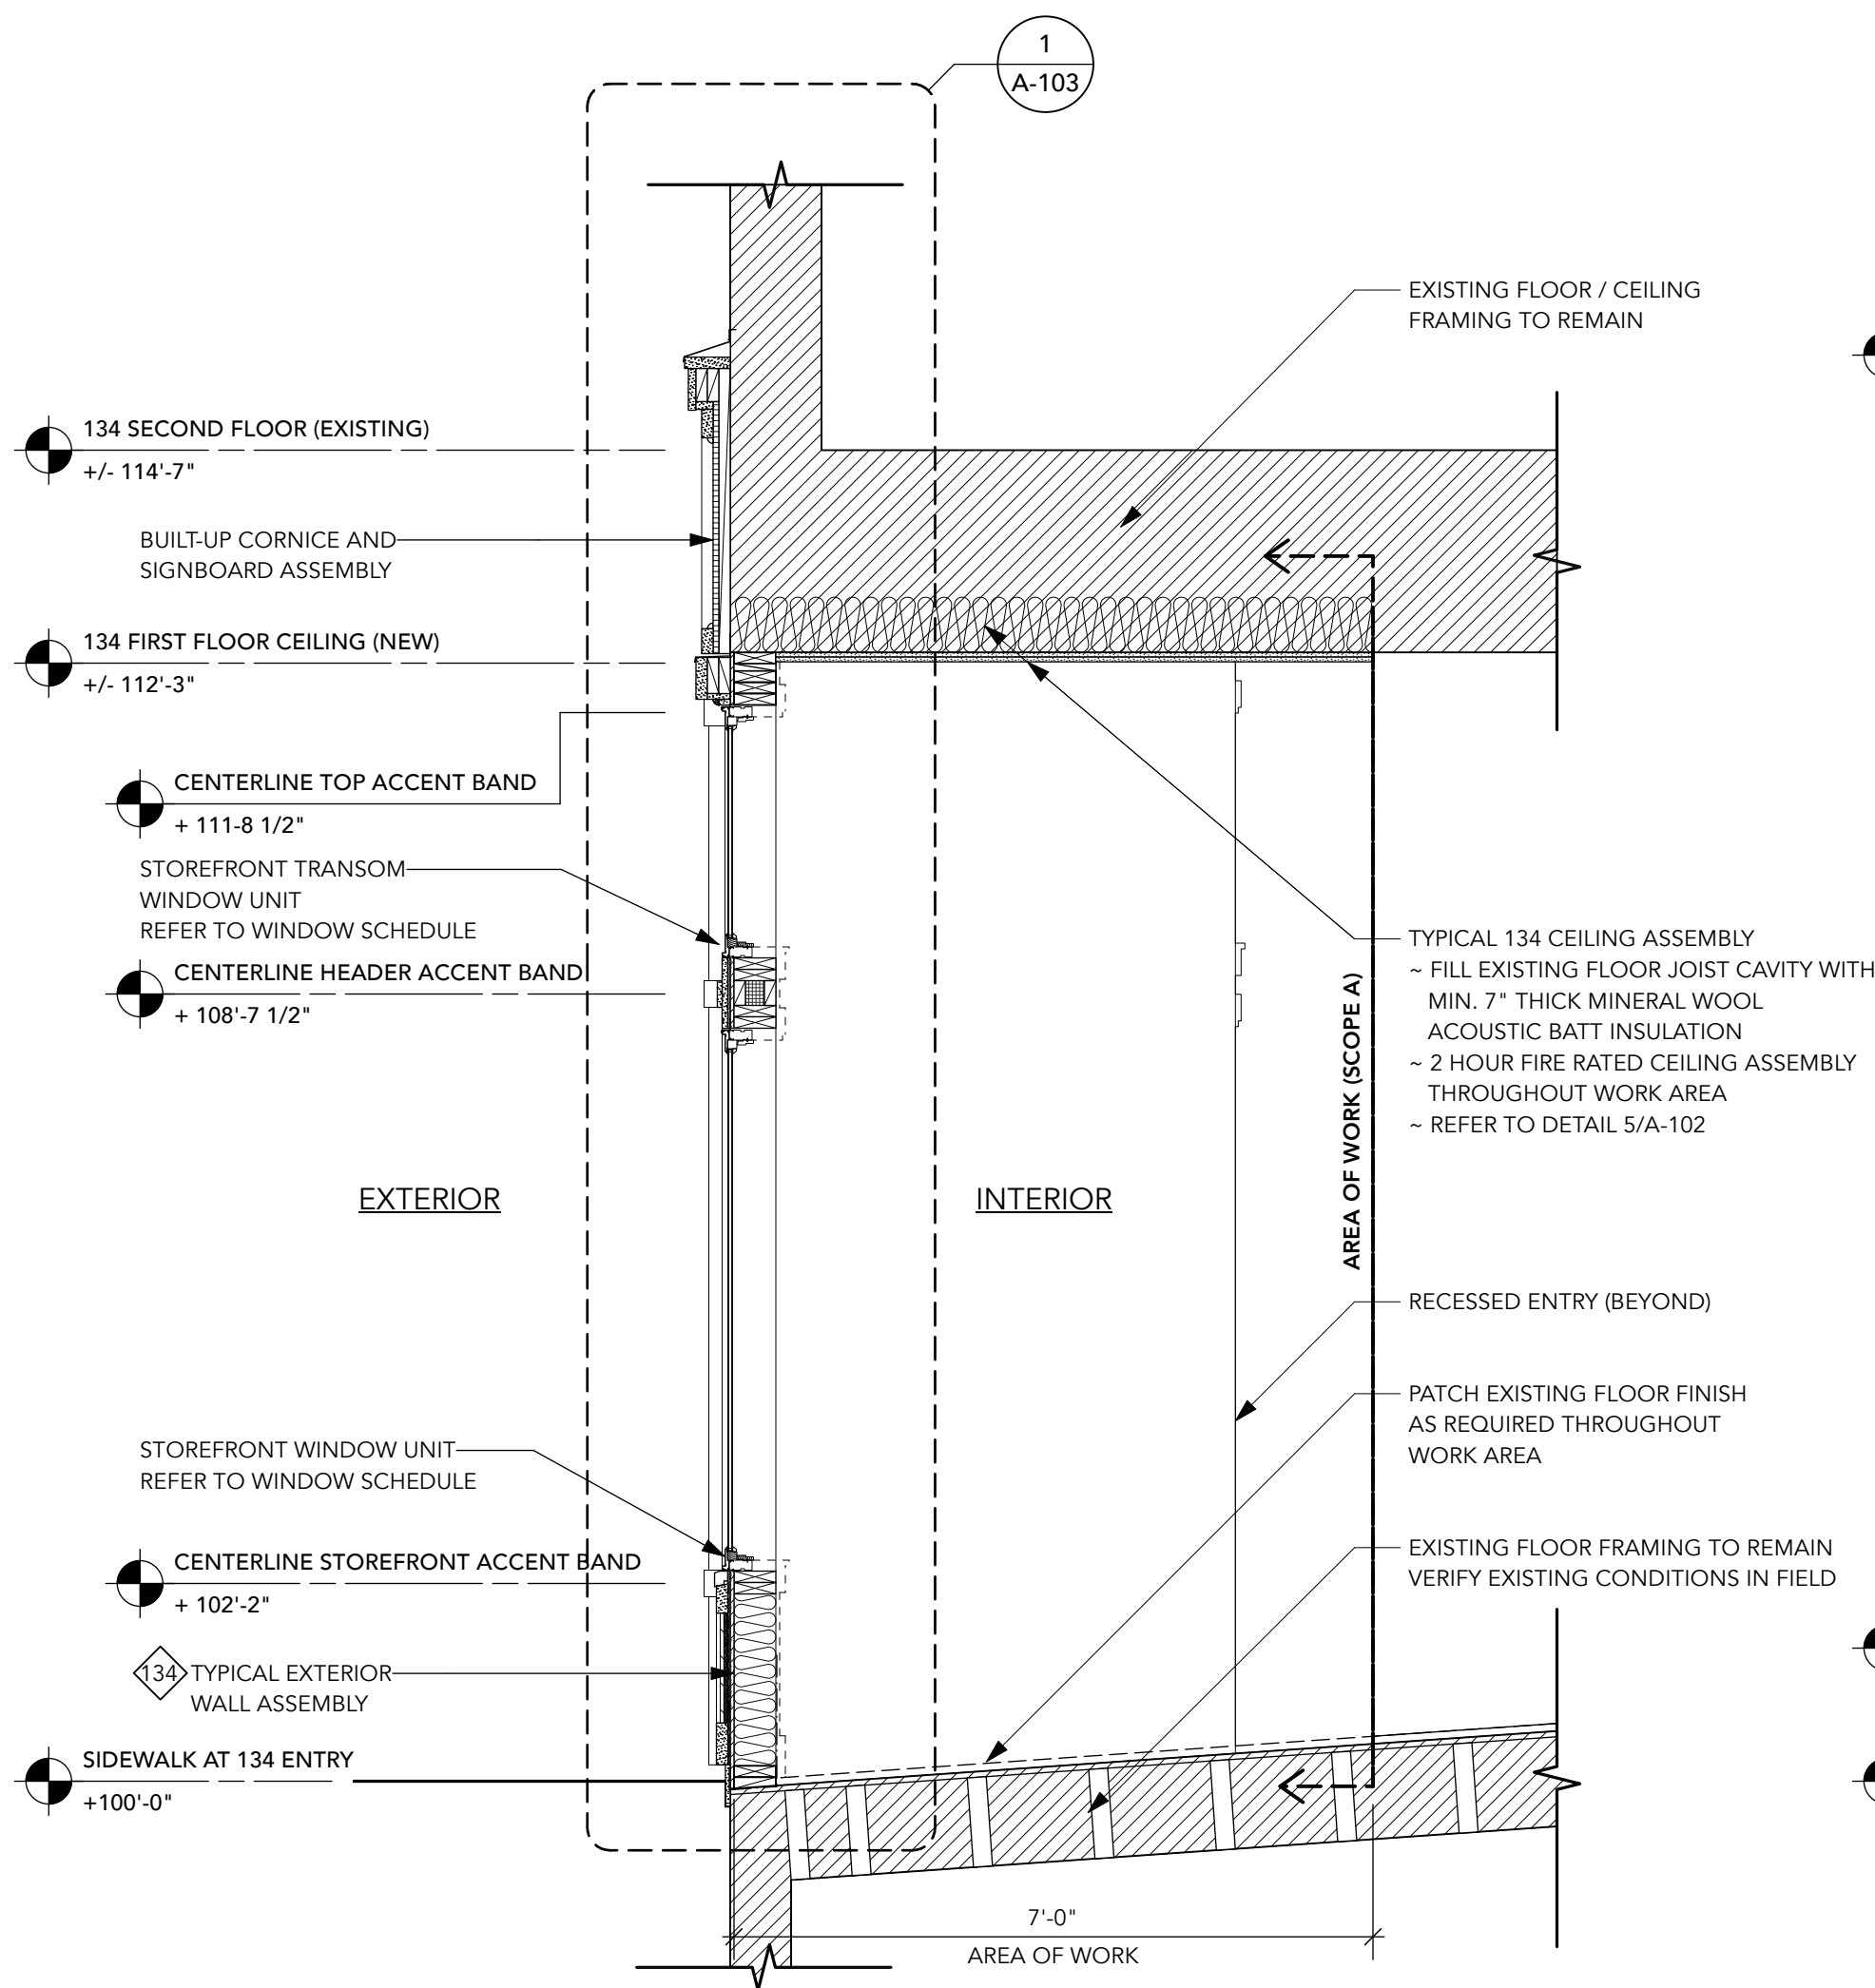 1
A-103
EXISTING FLOOR / CEILING
FRAMING TO REMAIN
134 SECOND FLOOR (EXISTING)
+/- 114'-7"
BUILT-UP CORNICE AND
SIGNBOARD ASSEMBLY
134 FIRST FLOOR CEILING (NEW)
+/- 112'-3"
CENTERLINE TOP ACCENT BAND
+ 111-8 1/2"
STOREFRONT TRANSOM
WINDOW UNIT
REFER TO WINDOW SCHEDULE
CENTERLINE HEADER ACCENT BAND
+ 108'-7 1/2"
TYPICAL 134 CEILING ASSEMBLY
~ FILL EXISTING FLOOR JOIST CAVITY WITH
MIN. 7" THICK MINERAL WOOL
ACOUSTIC BATT INSULATION
~ 2 HOUR FIRE RATED CEILING ASSEMBLY
THROUGHOUT WORK AREA
~ REFER TO DETAIL 5/A-102
AREA OF WORK (SCOPE A)
EXTERIOR
INTERIOR
RECESSED ENTRY (BEYOND)
PATCH EXISTING FLOOR FINISH
AS REQUIRED THROUGHOUT
WORK AREA
STOREFRONT WINDOW UNIT
REFER TO WINDOW SCHEDULE
EXISTING FLOOR FRAMING TO REMAIN
VERIFY EXISTING CONDITIONS IN FIELD
CENTERLINE STOREFRONT ACCENT BAND
+ 102'-2"
134 TYPICAL EXTERIOR
WALL ASSEMBLY
SIDEWALK AT 134 ENTRY
+100'-0"
7'-0"
AREA OF WORK